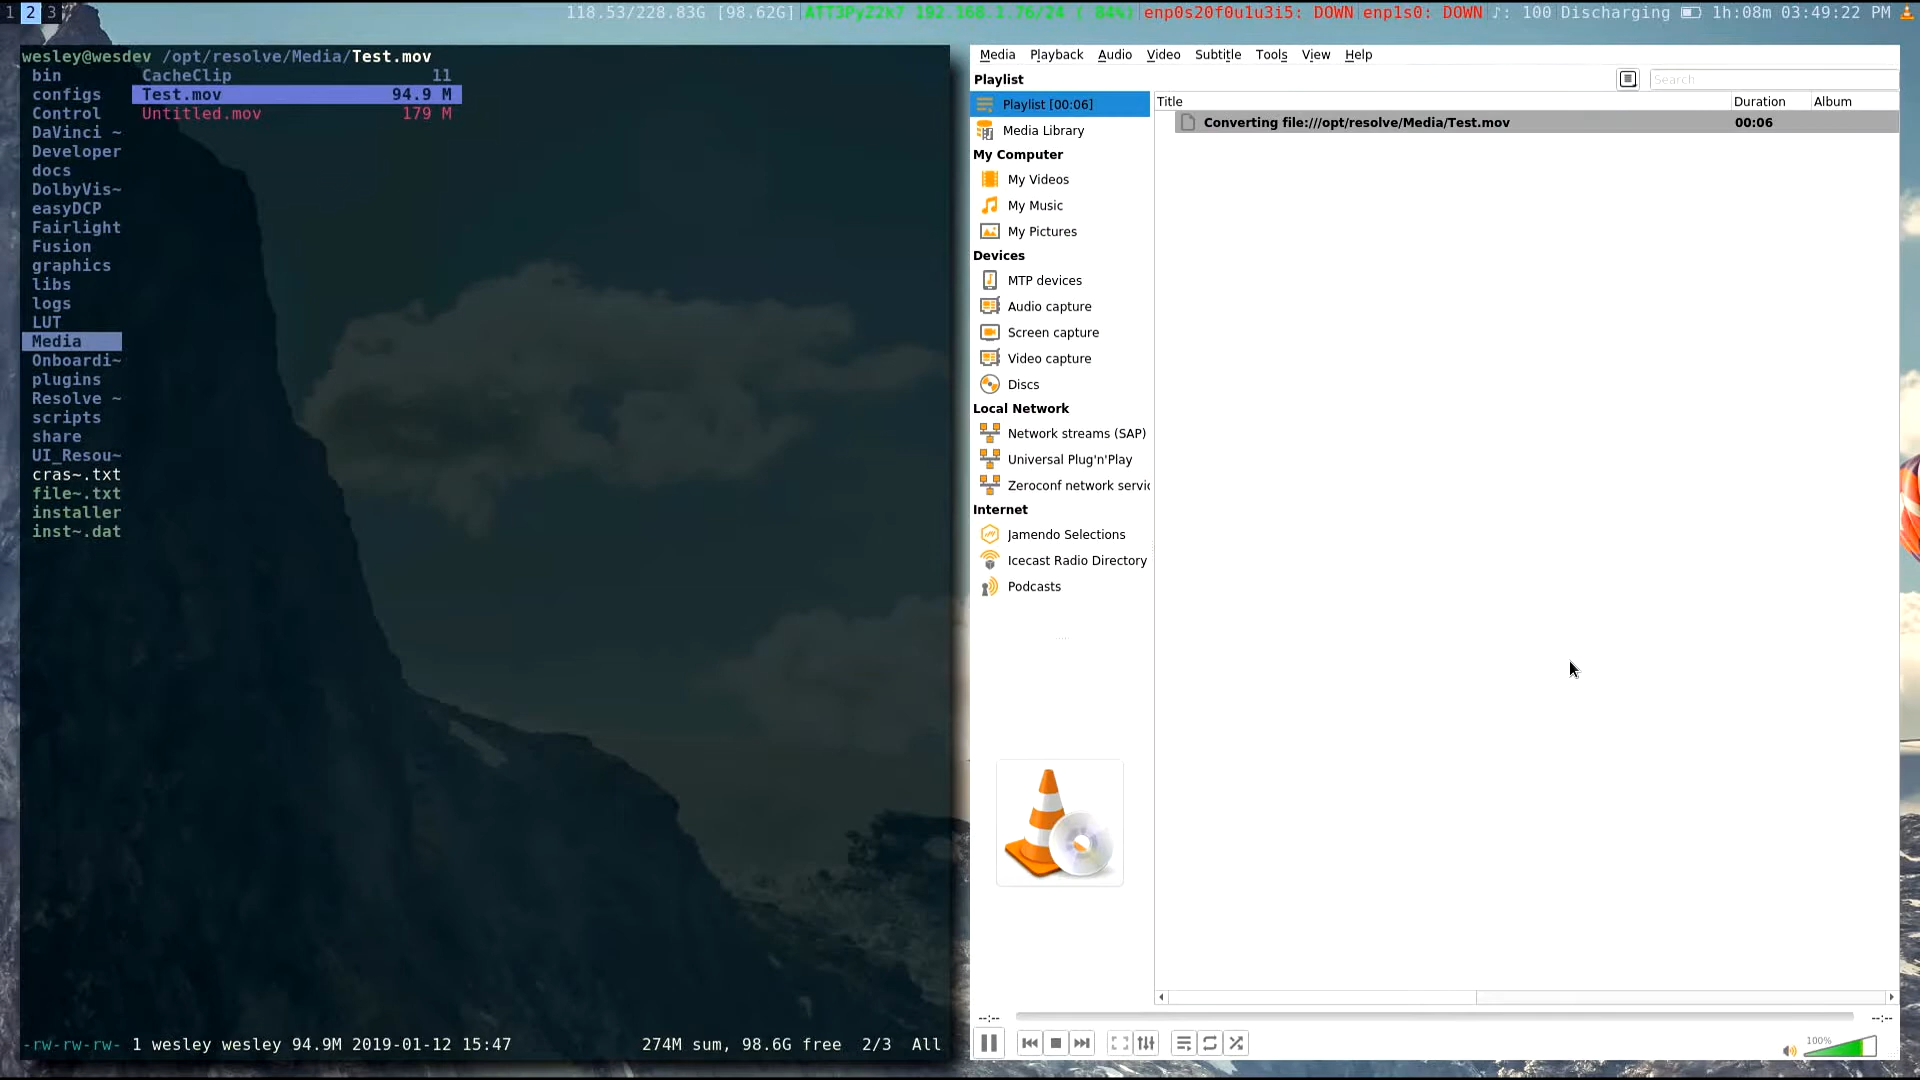 1 2 3 118.53/228.83G [98.62G] ATT3PyZ2k7 192.168.1.76/24 ( 84%) enp0s20f0u1u3i5: DOWN enp1s0: DOWN ♪: 100 Discharging 1h:08m 03:49:22 PM
wesley@wesdev /opt/resolve/Media/Test.mov
bin
configs
Control
DaVinci ~
Developer
docs
DolbyVis~
easyDCP
Fairlight
Fusion
graphics
libs
logs
LUT
Media
Onboardi~
plugins
Resolve ~
scripts
share
UI_Resou~
cras~.txt
file~.txt
installer
inst~.dat
CacheClip 11
Test.mov 94.9 M
Untitled.mov 179 M
-rw-rw-rw- 1 wesley wesley 94.9M 2019-01-12 15:47 274M sum, 98.6G free 2/3 All
Media Playback Audio Video Subtitle Tools View Help
Playlist
Search
Playlist [00:06]
Media Library
My Computer
My Videos
My Music
My Pictures
Devices
MTP devices
Audio capture
Screen capture
Video capture
Discs
Local Network
Network streams (SAP)
Universal Plug'n'Play
Zeroconf network servic
Internet
Jamendo Selections
Icecast Radio Directory
Podcasts
Title Duration Album
Converting file:///opt/resolve/Media/Test.mov 00:06
--:-- --:--
100%